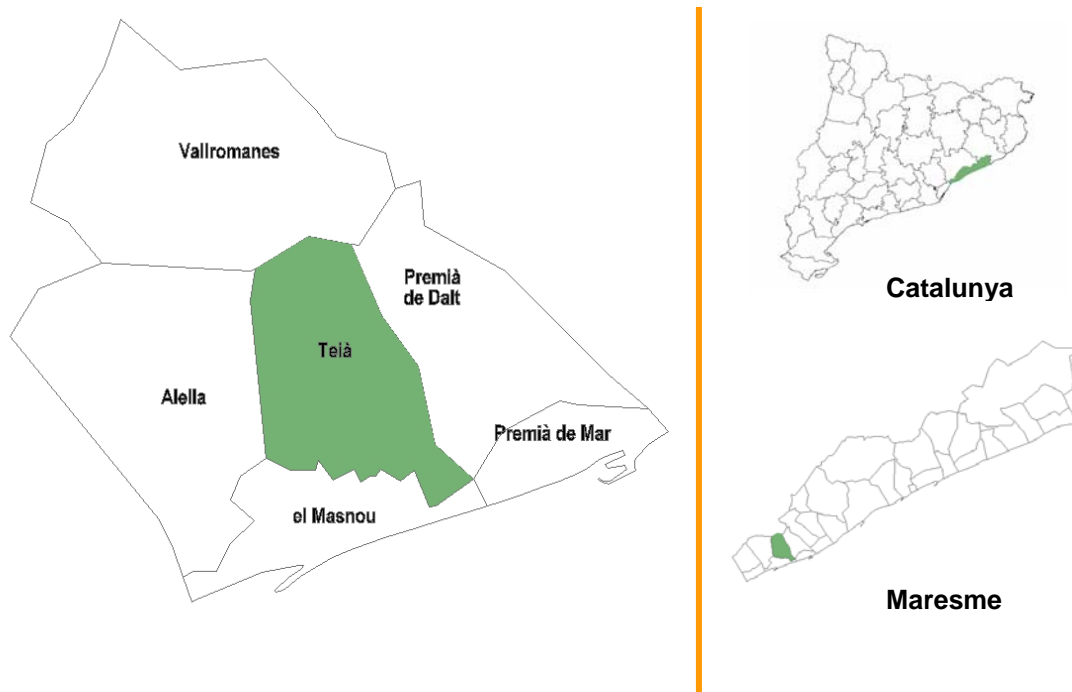 Vallromanes
Premià
de Dalt
Teià
Alella
Premià de Mar
el Masnou
Catalunya
Maresme